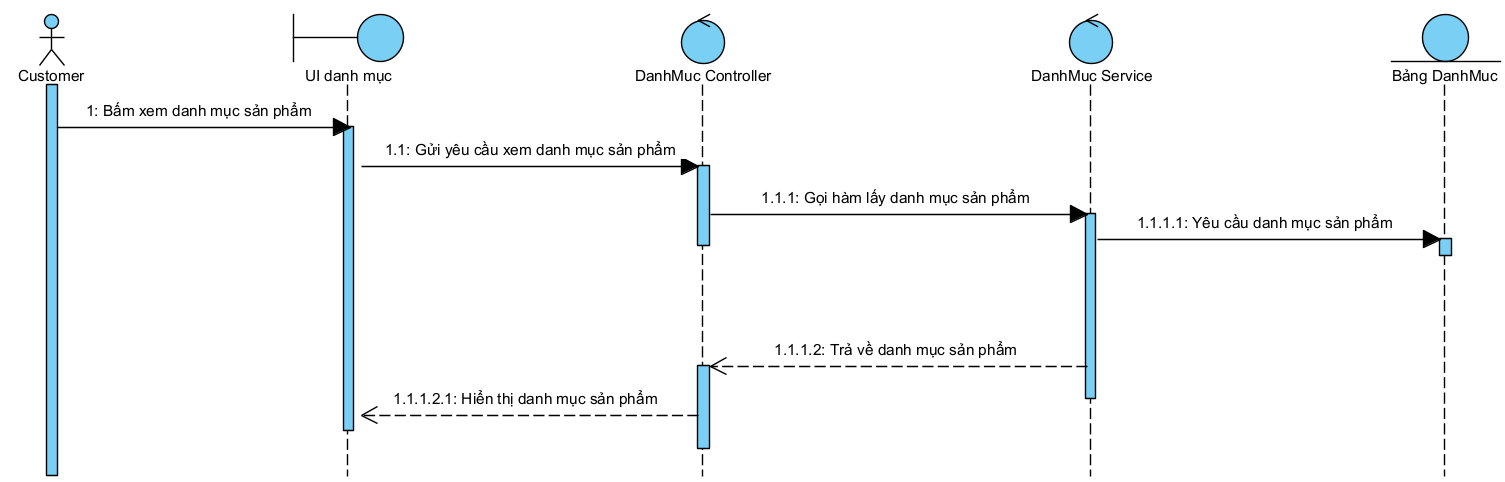 Customer
UI danh mục
DanhMuc Controller
DanhMuc Service
Bảng DanhMuc
1: Bấm xem danh mục sản phẩm
1.1: Gửi yêu cầu xem danh mục sản phẩm
1.1.1: Gọi hàm lấy danh mục sản phẩm
1.1.1.1: Yêu cầu danh mục sản phẩm
1.1.1.2: Trả về danh mục sản phẩm
1.1.1.2.1: Hiển thị danh mục sản phẩm